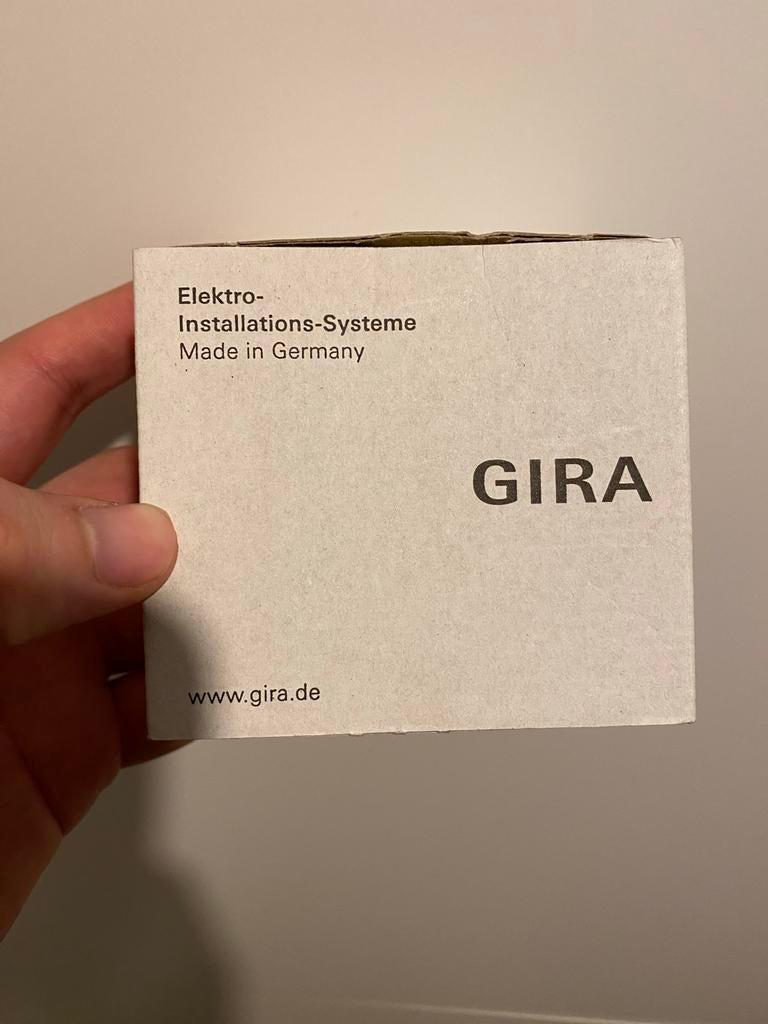 Elektro-
Installations-Systeme
Made in Germany
GIRA
www.gira.de